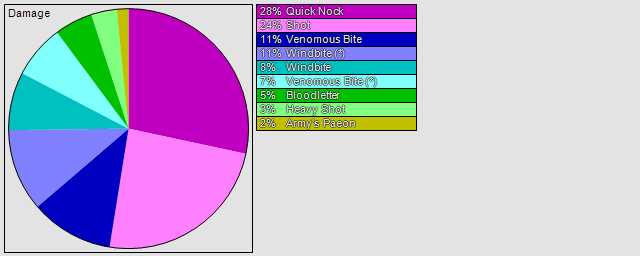 Damage
28% Quick Nock
24% Shot
11% Venomous Bite
11% Windbite (*)
8% Windbite
7% Venomous Bite (*)
5% Bloodletter
3% Heavy Shot
2% Army's Paeon